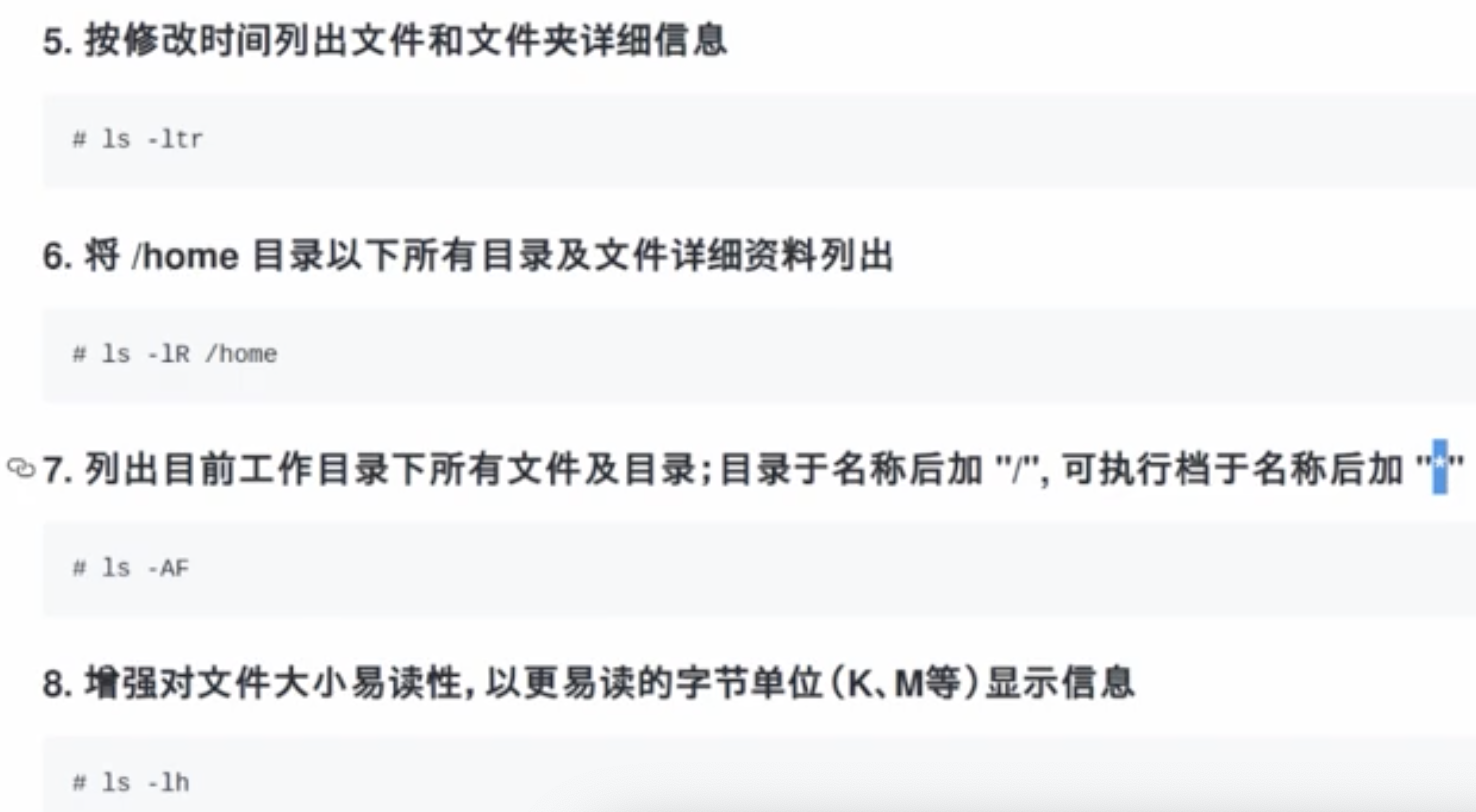 5. 按修改时间列出文件和文件夹详细信息
# ls -ltr
6. 将 /home 目录以下所有目录及文件详细资料列出
# ls -lR /home
7. 列出目前工作目录下所有文件及目录;目录于名称后加 "/", 可执行档于名称后加 "*"
# ls -AF
8. 增强对文件大小易读性, 以更易读的字节单位(K、M等)显示信息
# ls -lh